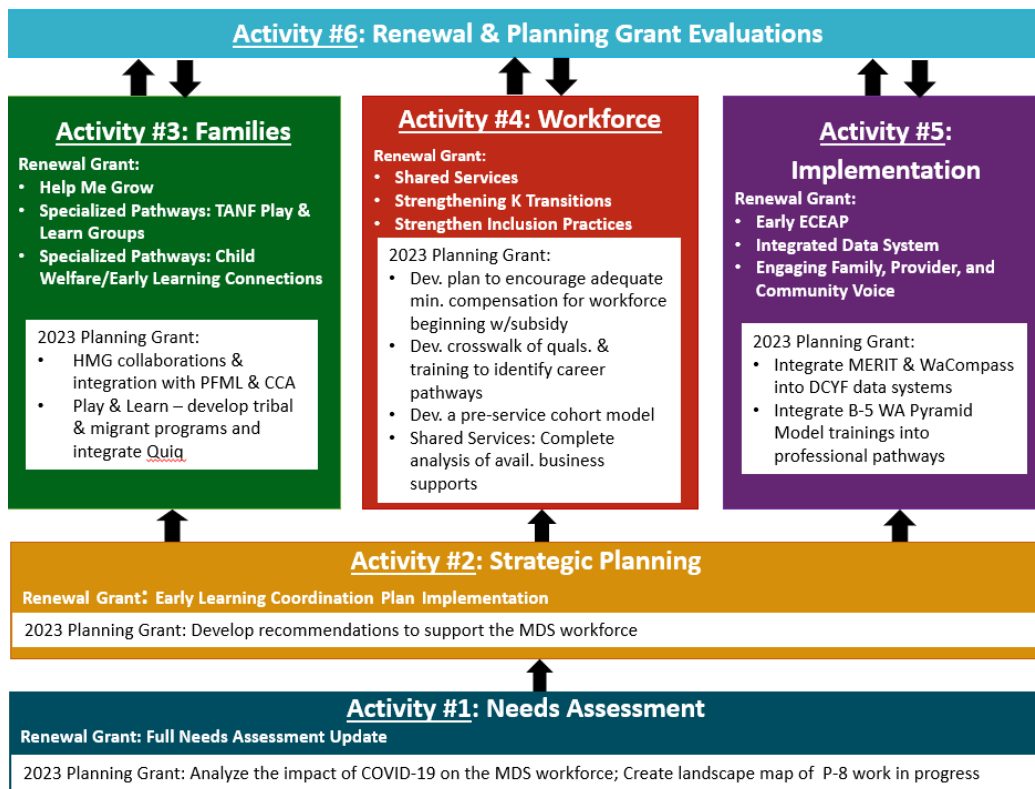 Activity #6: Renewal & Planning Grant Evaluations
Activity #3: Families
Renewal Grant:
• Help Me Grow
• Specialized Pathways: TANF Play &
Learn Groups
• Specialized Pathways: Child
Welfare/Early Learning Connections
2023 Planning Grant:
• HMG collaborations &
integration with PFML & CCA
• Play & Learn – develop tribal
& migrant programs and
integrate Quiq
Activity #4: Workforce
Renewal Grant:
• Shared Services
• Strengthening K Transitions
• Strengthen Inclusion Practices
2023 Planning Grant:
• Dev. plan to encourage adequate
min. compensation for workforce
beginning w/subsidy
• Dev. crosswalk of quals. &
training to identify career
pathways
• Dev. a pre-service cohort model
• Shared Services: Complete
analysis of avail. business
supports
Activity #5:
Implementation
Renewal Grant:
• Early ECEAP
• Integrated Data System
• Engaging Family, Provider, and
Community Voice
2023 Planning Grant:
• Integrate MERIT & WaCompass
into DCYF data systems
• Integrate B-5 WA Pyramid
Model trainings into
professional pathways
Activity #2: Strategic Planning
Renewal Grant: Early Learning Coordination Plan Implementation
2023 Planning Grant: Develop recommendations to support the MDS workforce
Activity #1: Needs Assessment
Renewal Grant: Full Needs Assessment Update
2023 Planning Grant: Analyze the impact of COVID-19 on the MDS workforce; Create landscape map of P-8 work in progress